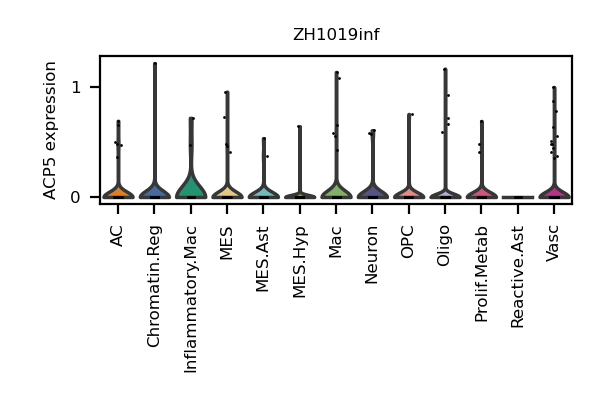 ZH1019inf
ACP5 expression
1
0
AC
Chromatin.Reg
Inflammatory.Mac
MES
MES.Ast
MES.Hyp
Mac
Neuron
OPC
Oligo
Prolif.Metab
Reactive.Ast
Vasc